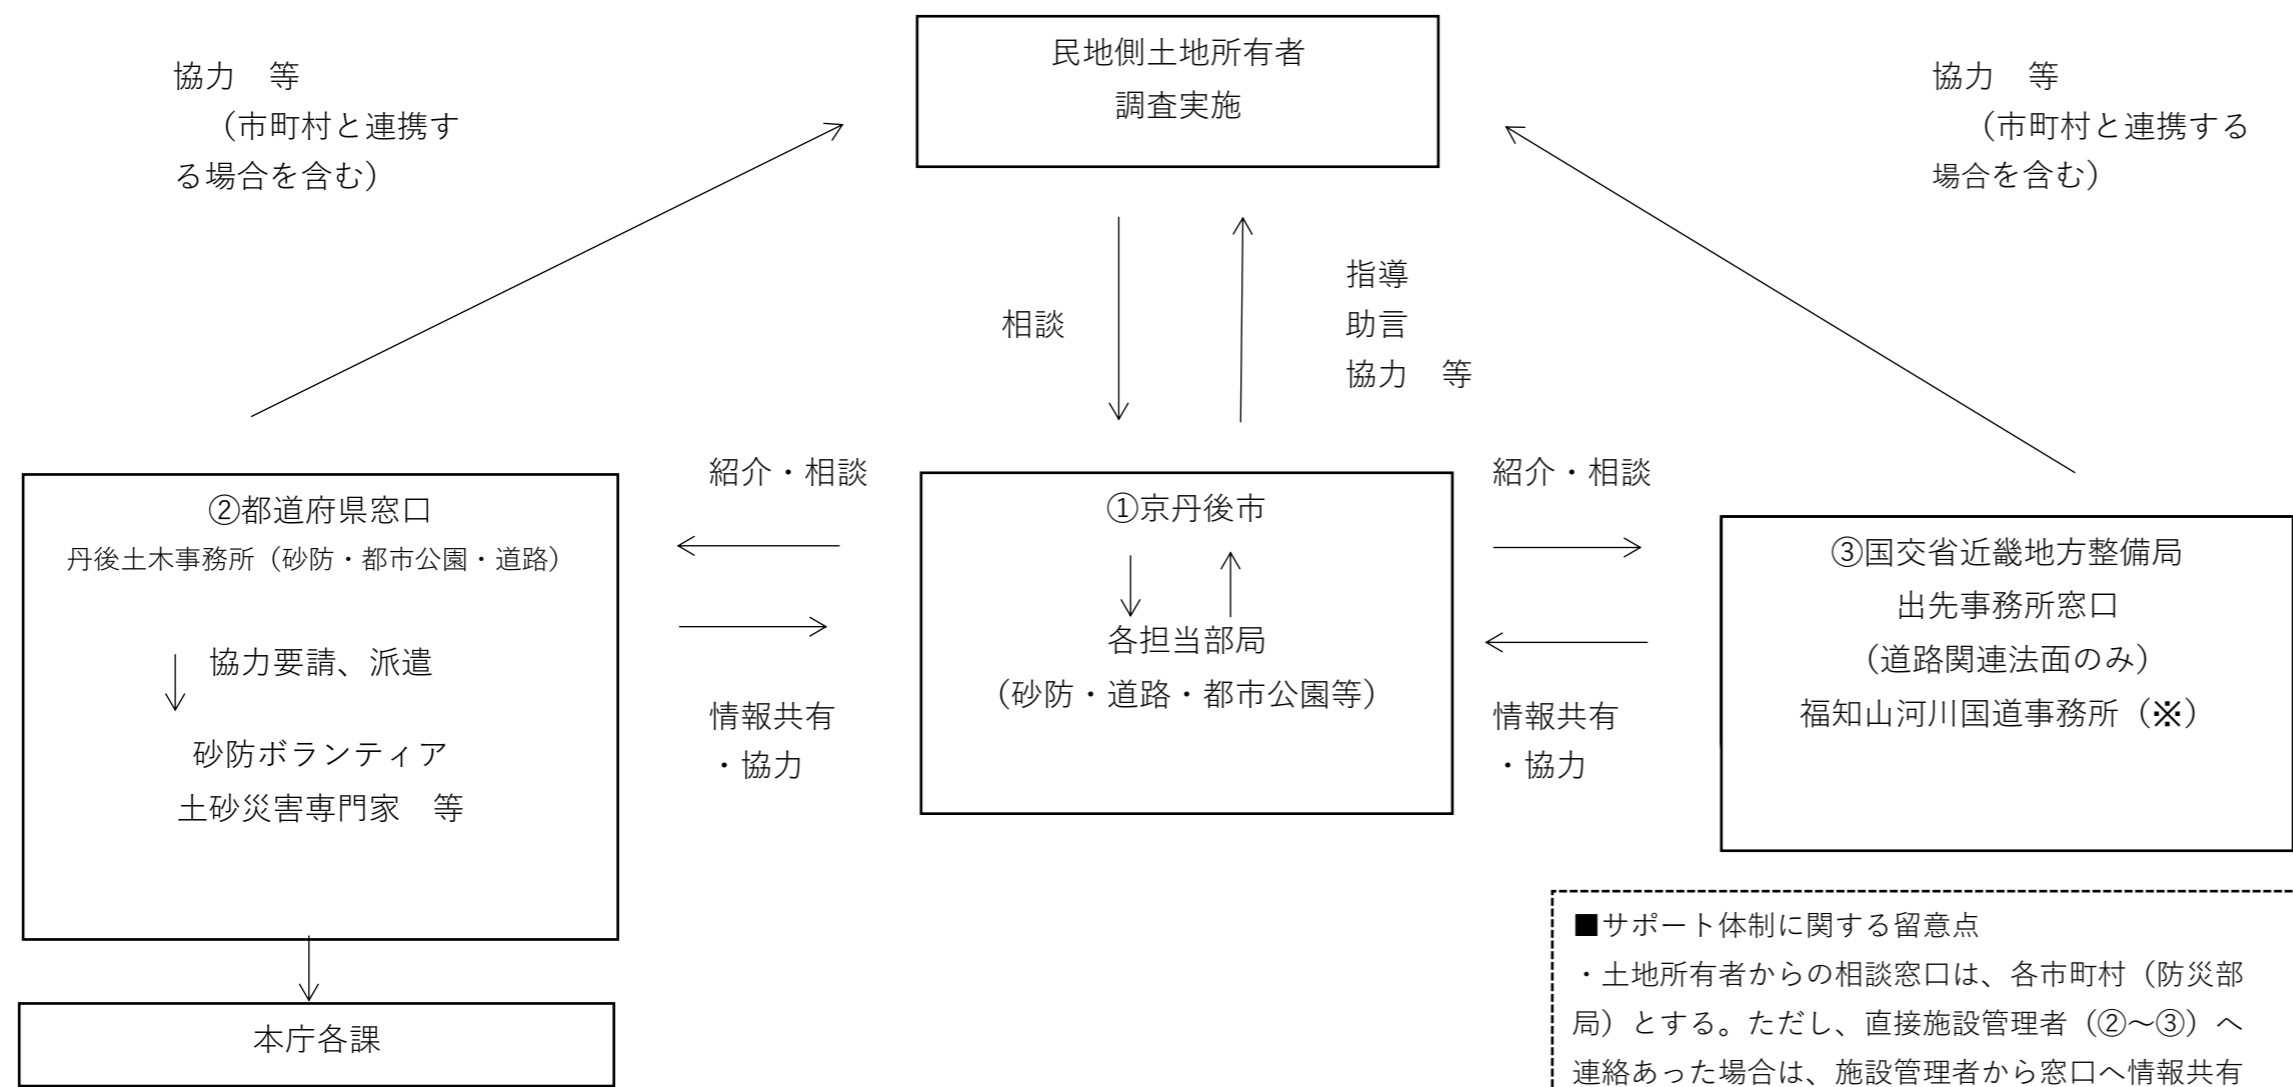 民地側土地所有者
調査実施
協力　等
（市町村と連携す
る場合を含む）
協力　等
（市町村と連携する
場合を含む）
相談
指導
助言
協力　等
②都道府県窓口
丹後土木事務所（砂防・都市公園・道路）
協力要請、派遣
砂防ボランティア
土砂災害専門家　等
本庁各課
紹介・相談
情報共有
・協力
①京丹後市
各担当部局
（砂防・道路・都市公園等）
紹介・相談
情報共有
・協力
③国交省近畿地方整備局
出先事務所窓口
（道路関連法面のみ）
福知山河川国道事務所（※）
■サポート体制に関する留意点
・土地所有者からの相談窓口は、各市町村（防災部
局）とする。ただし、直接施設管理者（②～③）へ
連絡あった場合は、施設管理者から窓口へ情報共有